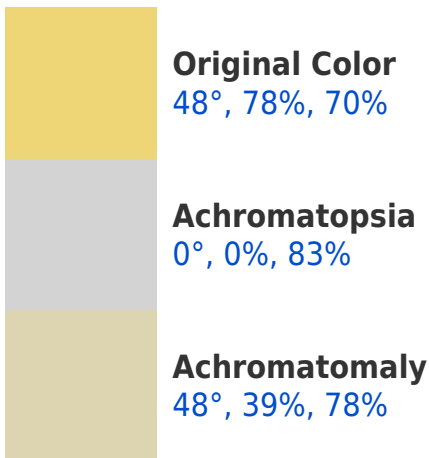 Original Color
48°, 78%, 70%
Achromatopsia
0°, 0%, 83%
Achromatomaly
48°, 39%, 78%